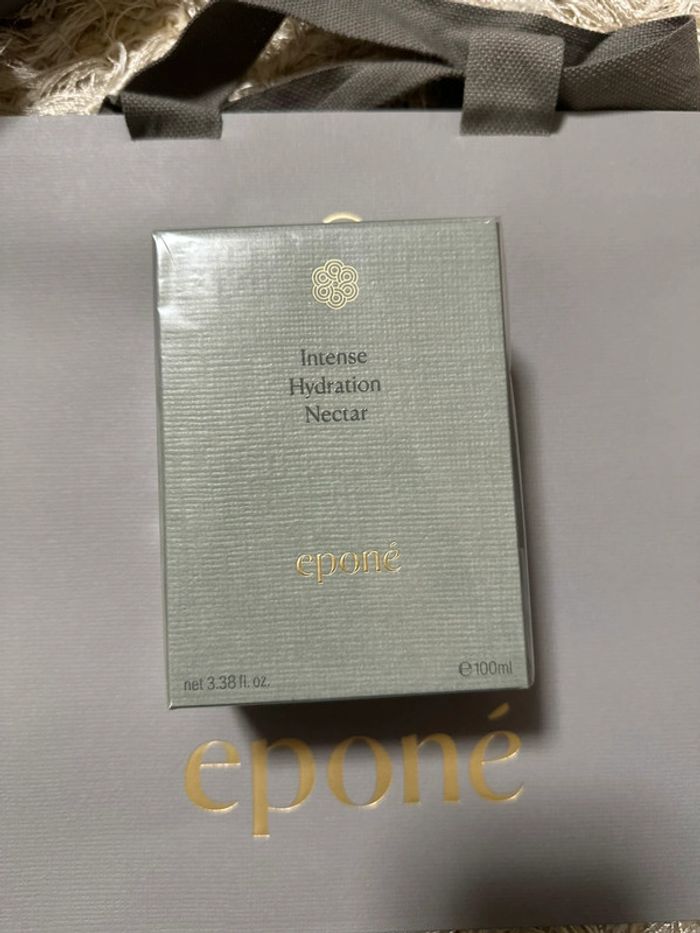 Intense
Hydration
Nectar
eponé
net 3.38 fl. oz.
℮100ml
eponé